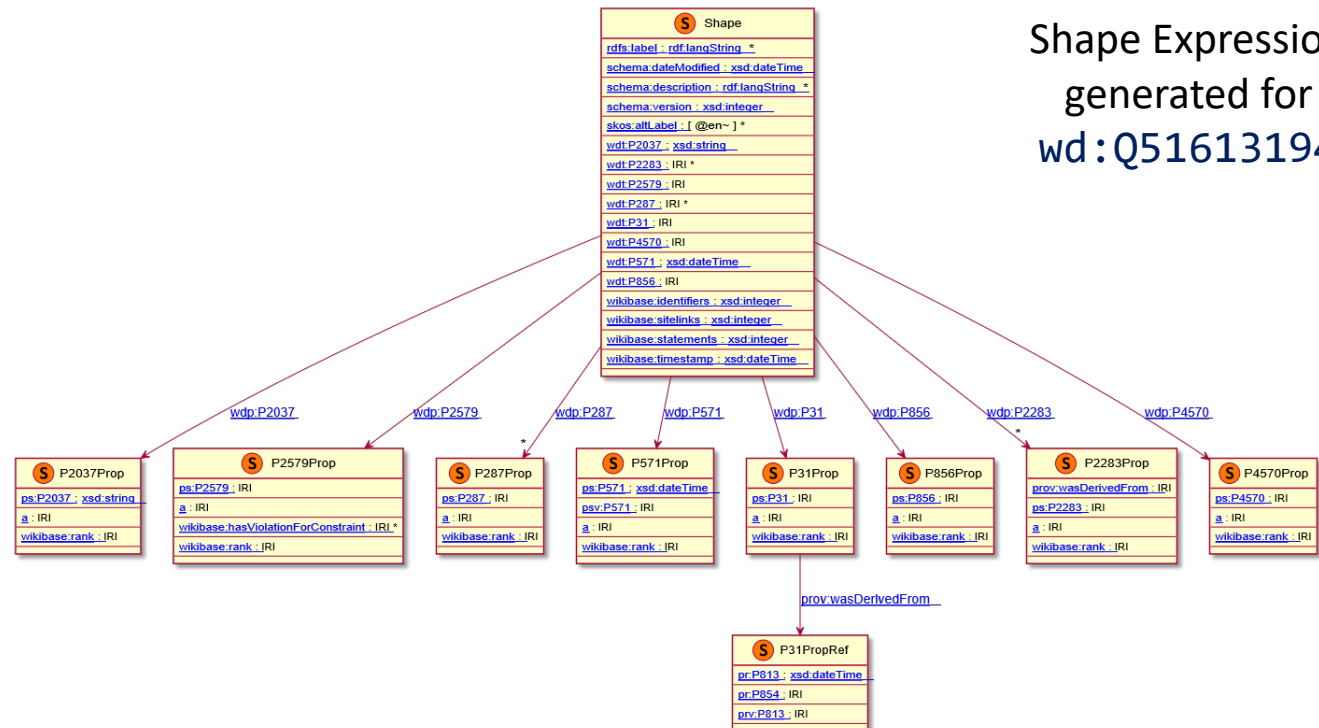 S Shape
rdfs:label : rdf:langString *
schema:dateModified : xsd:dateTime
schema:description : rdf:langString *
schema:version : xsd:integer
skos:altLabel : [ @en~ ] *
wdt:P2037 : xsd:string
wdt:P2283 : IRI *
wdt:P2579 : IRI
wdt:P287 : IRI *
wdt:P31 : IRI
wdt:P4570 : IRI
wdt:P571 : xsd:dateTime
wdt:P856 : IRI
wikibase:identifiers : xsd:integer
wikibase:sitelinks : xsd:integer
wikibase:statements : xsd:integer
wikibase:timestamp : xsd:dateTime
Shape Expressio
generated for
wd:Q51613194
wdp:P2037
wdp:P2579
wdp:P287
wdp:P571
wdp:P31
wdp:P856
wdp:P2283
wdp:P4570
*
*
S P2037Prop
ps:P2037 : xsd:string
a : IRI
wikibase:rank : IRI
S P2579Prop
ps:P2579 : IRI
a : IRI
wikibase:hasViolationForConstraint : IRI *
wikibase:rank : IRI
S P287Prop
ps:P287 : IRI
a : IRI
wikibase:rank : IRI
S P571Prop
ps:P571 : xsd:dateTime
psv:P571 : IRI
a : IRI
wikibase:rank : IRI
S P31Prop
ps:P31 : IRI
a : IRI
wikibase:rank : IRI
S P856Prop
ps:P856 : IRI
a : IRI
wikibase:rank : IRI
S P2283Prop
prov:wasDerivedFrom : IRI
ps:P2283 : IRI
a : IRI
wikibase:rank : IRI
S P4570Prop
ps:P4570 : IRI
a : IRI
wikibase:rank : IRI
prov:wasDerivedFrom
S P31PropRef
pr:P813 : xsd:dateTime
pr:P854 : IRI
prv:P813 : IRI